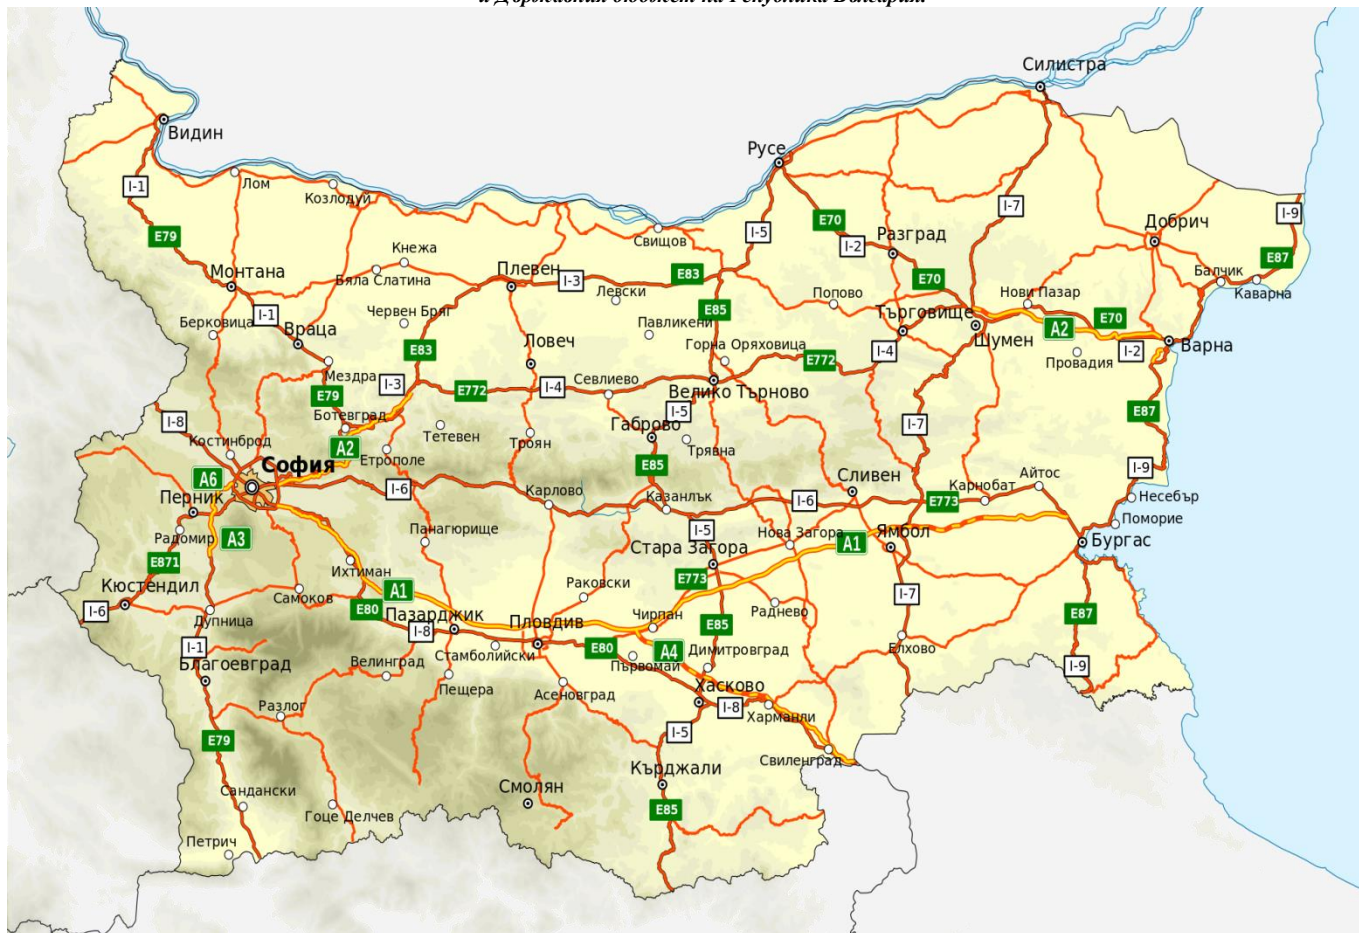 и Държавния бюджет на Република България.
Силистра
Видин
Русе
I-1
Лом
Козлодуй
I-7
I-9
E70
Добрич
Свищов
I-5
I-2
Разград
E79
Кнежа
E87
Монтана
Бяла Слатина
Плевен
I-3
E83
E70
Балчик
Каварна
Левски
Попово
Нови Пазар
I-1
Червен Бряг
E85
Търговище
E70
A2
Берковица
Враца
Павликени
Шумен
I-2
Варна
Ловеч
Горна Оряховица
I-4
Провадия
E83
E772
Мездра
I-3
E772
I-4
Севлиево
Велико Търново
E79
I-8
Ботевград
I-5
E87
Габрово
I-7
Костинброд
A2
Тетевен
Троян
Трявна
София
Етрополе
E85
I-9
A6
Сливен
Айтос
Перник
I-6
Карлово
Казанлък
I-6
E773
Карнобат
Несебър
Поморие
Радомир
A3
Панагюрище
I-5
Нова Загора
A1
Ямбол
Бургас
Стара Загора
E871
Ихтиман
E773
Кюстендил
A1
Раковски
I-7
I-6
Самоков
E80
Раднево
Дупница
Пазарджик
Чирпан
E87
I-8
Пловдив
E85
I-1
Стамболийски
E80
A4
Димитровград
Елхово
Благоевград
Велинград
Първомай
I-9
Пещера
Асеновград
Хасково
Разлог
I-8
Харманли
E79
I-5
Свиленград
Кърджали
Сандански
Смолян
Гоце Делчев
E85
Петрич